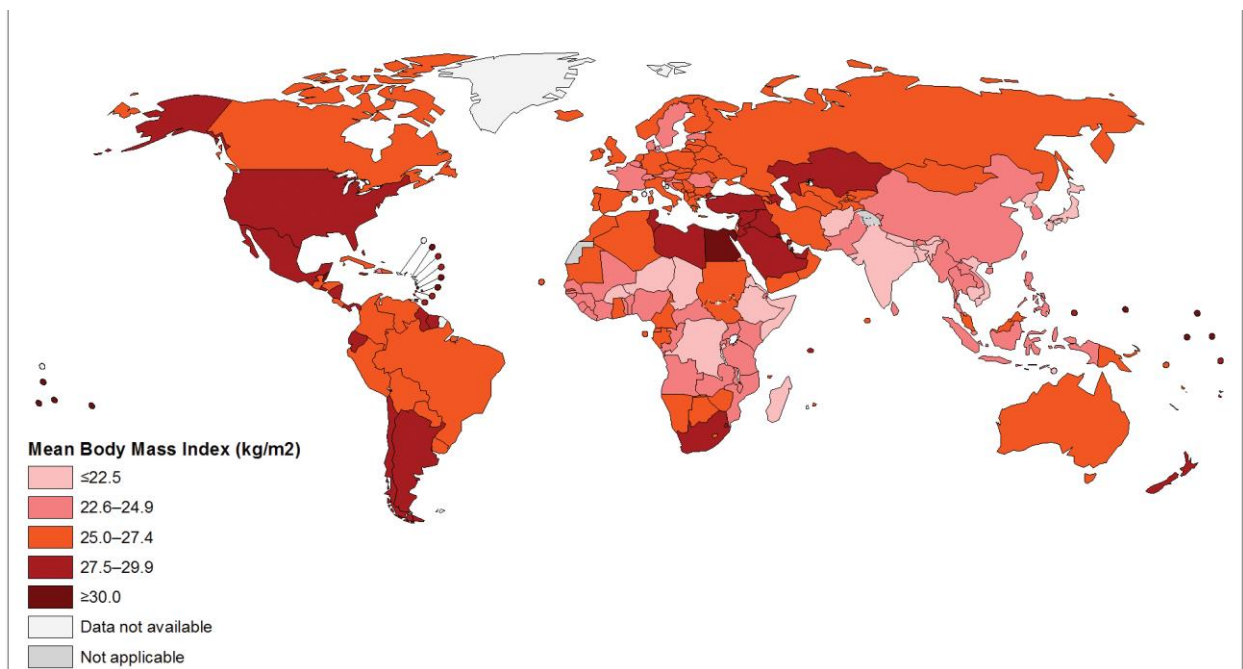 Mean Body Mass Index (kg/m2)
≤22.5
22.6–24.9
25.0–27.4
27.5–29.9
≥30.0
Data not available
Not applicable